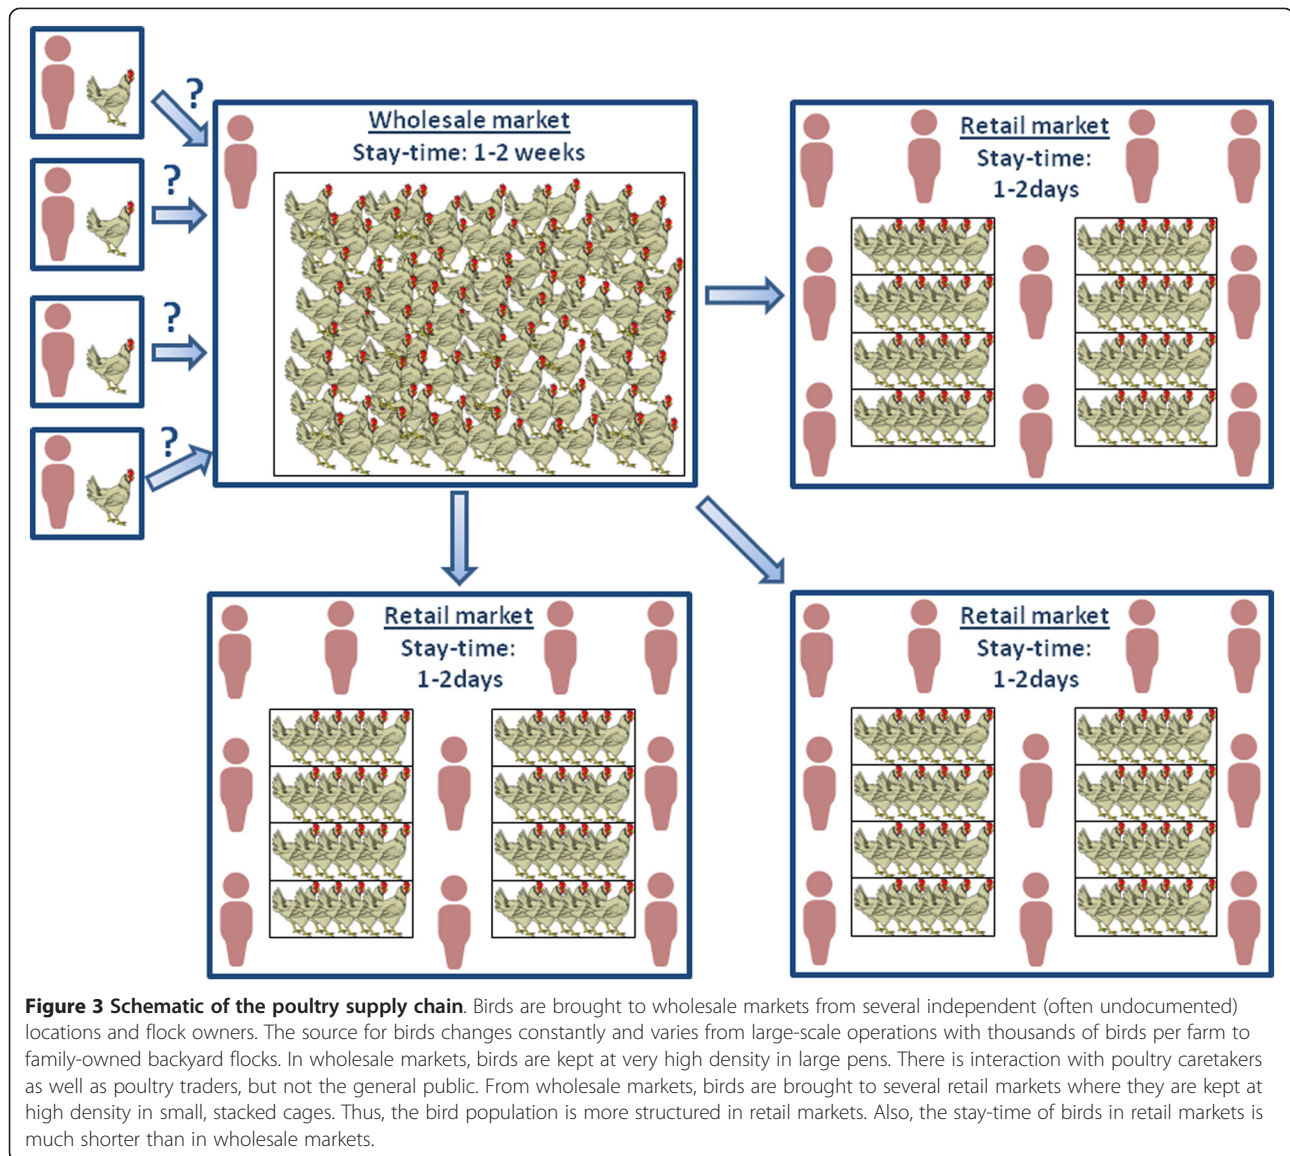 ?
?
?
?
Wholesale market
Stay-time: 1-2 weeks
Retail market
Stay-time:
1-2days
Retail market
Stay-time:
1-2days
Retail market
Stay-time:
1-2days
Figure 3 Schematic of the poultry supply chain. Birds are brought to wholesale markets from several independent (often undocumented)
locations and flock owners. The source for birds changes constantly and varies from large-scale operations with thousands of birds per farm to
family-owned backyard flocks. In wholesale markets, birds are kept at very high density in large pens. There is interaction with poultry caretakers
as well as poultry traders, but not the general public. From wholesale markets, birds are brought to several retail markets where they are kept at
high density in small, stacked cages. Thus, the bird population is more structured in retail markets. Also, the stay-time of birds in retail markets is
much shorter than in wholesale markets.